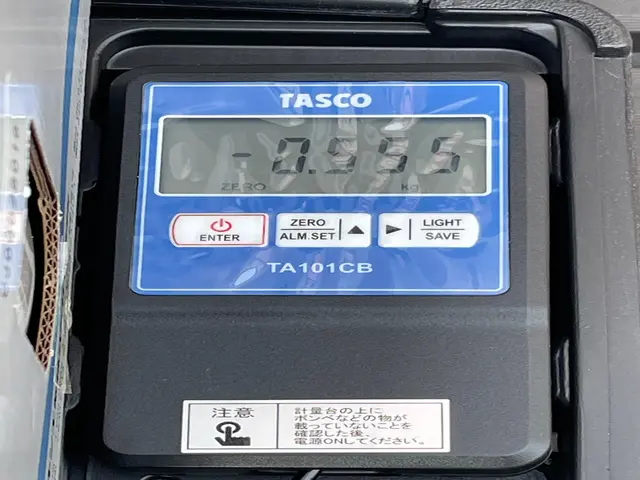 TASCO
-0.955
ZERO
kg
ENTER
ZERO
ALM.SET
LIGHT
SAVE
TA101CB
注意
計量台の上に
ボンベなどの物が
載っていないことを
確認した後、
電源ONしてください。